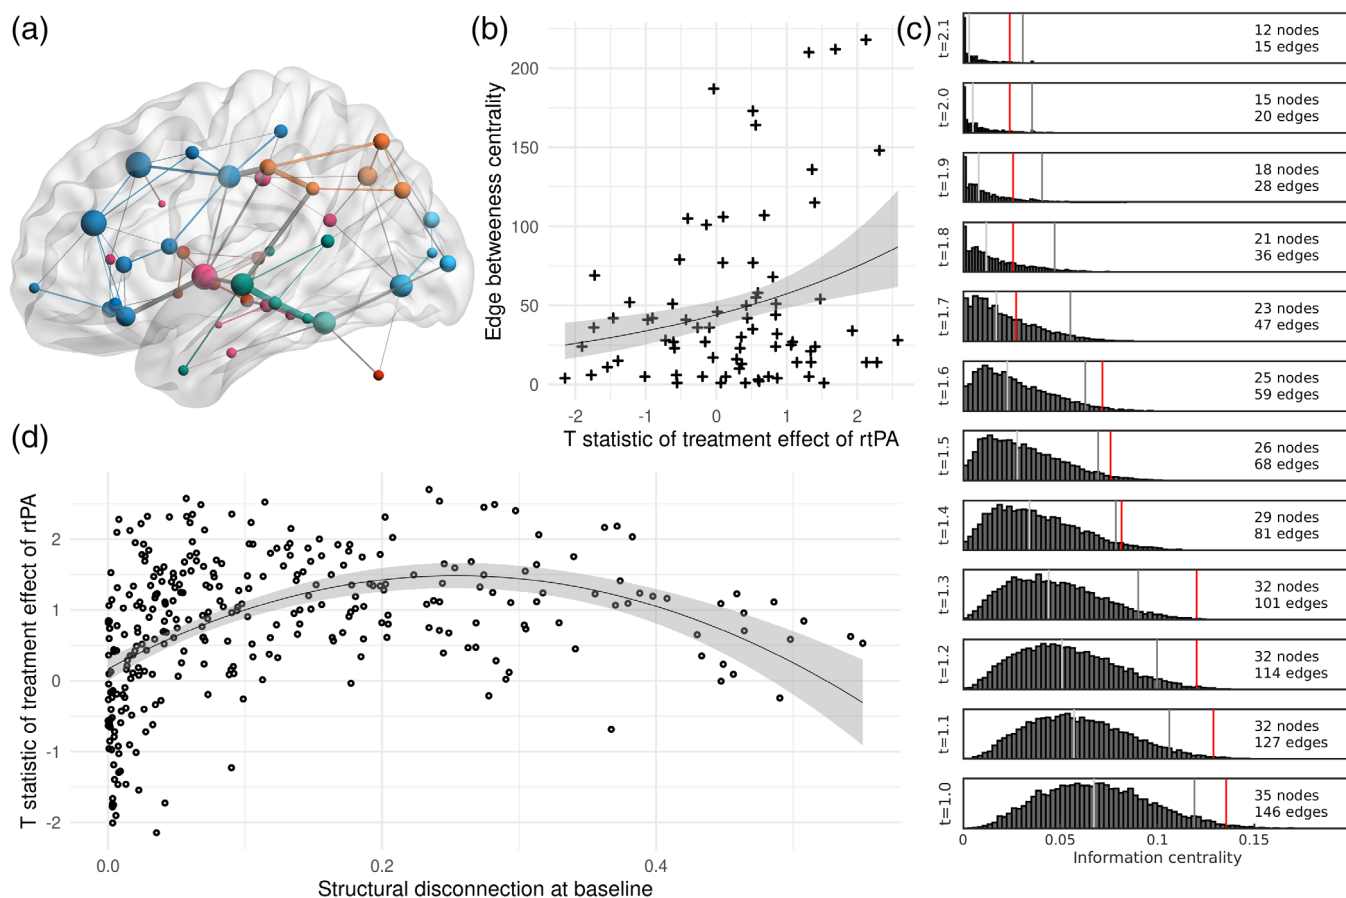 (a)
(b)
Edge betweeness centrality
200
150
100
50
0
-2
-1
0
1
2
T statistic of treatment effect of rtPA
(c)
t=2.1
12 nodes
15 edges
t=2.0
15 nodes
20 edges
t=1.9
18 nodes
28 edges
t=1.8
21 nodes
36 edges
t=1.7
23 nodes
47 edges
t=1.6
25 nodes
59 edges
t=1.5
26 nodes
68 edges
t=1.4
29 nodes
81 edges
t=1.3
32 nodes
101 edges
t=1.2
32 nodes
114 edges
t=1.1
32 nodes
127 edges
t=1.0
35 nodes
146 edges
0
0.05
0.1
0.15
Information centrality
(d)
T statistic of treatment effect of rtPA
2
1
0
-1
-2
0.0
0.2
0.4
Structural disconnection at baseline